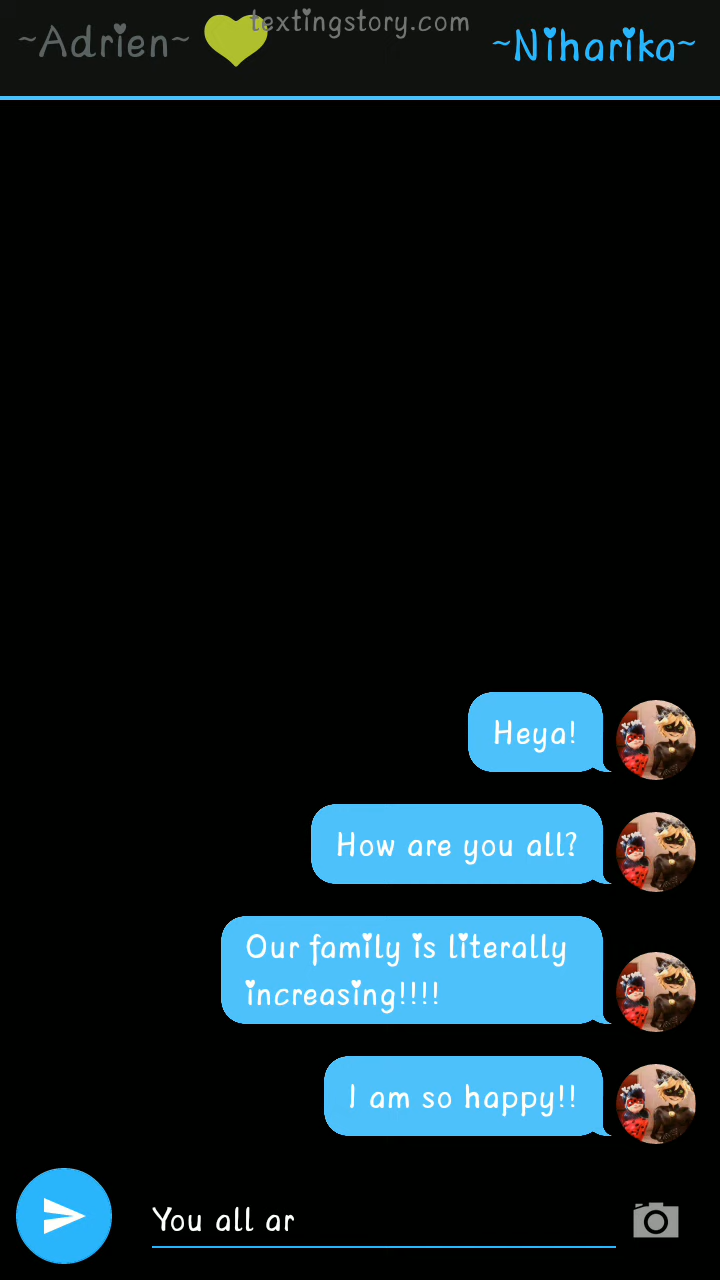 textingstory.com
~Adrien~
~Niharika~
Heya!
How are you all?
Our family is literally
increasing!!!!
I am so happy!!
You all ar